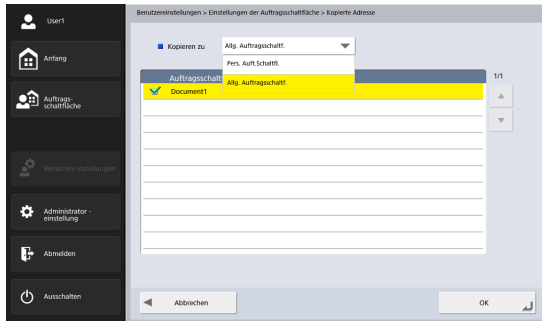 User1
Benutzereinstellungen > Einstellungen der Auftragsschaltfläche > Kopierte Adresse
Anfang
Auftrags-
schaltfläche
Benutzere instellungen
Administrator -
einstellung
Abmelden
Ausschalten
Kopieren zu
Allg. Auftragsschaltf.
Pers. Auft.Schaltfl.
Allg. Auftragsschaltf.
Auftragsschalt
1/1
Document1
Abbrechen
OK